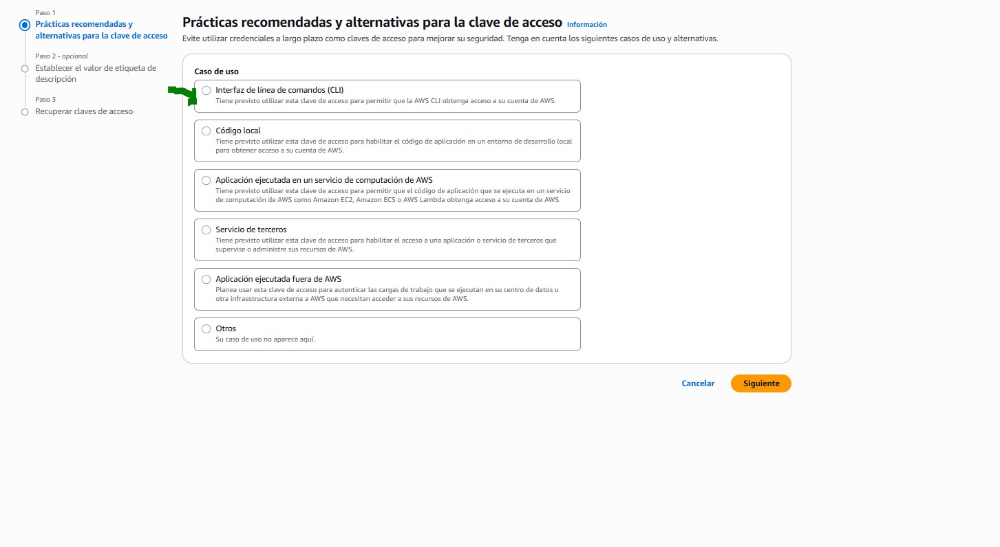 Paso 1
Prácticas recomendadas y
alternativas para la clave de acceso
Paso 2 - opcional
Establecer el valor de etiqueta de
descripción
Paso 3
Recuperar claves de acceso
Prácticas recomendadas y alternativas para la clave de acceso Información
Evite utilizar credenciales a largo plazo como claves de acceso para mejorar su seguridad. Tenga en cuenta los siguientes casos de uso y alternativas.
Caso de uso
Interfaz de línea de comandos (CLI)
Tiene previsto utilizar esta clave de acceso para permitir que la AWS CLI obtenga acceso a su cuenta de AWS.
Código local
Tiene previsto utilizar esta clave de acceso para habilitar el código de aplicación en un entorno de desarrollo local
para obtener acceso a su cuenta de AWS.
Aplicación ejecutada en un servicio de computación de AWS
Tiene previsto utilizar esta clave de acceso para permitir que el código de aplicación que se ejecuta en un servicio
de computación de AWS como Amazon EC2, Amazon ECS o AWS Lambda obtenga acceso a su cuenta de AWS.
Servicio de terceros
Tiene previsto utilizar esta clave de acceso para habilitar el acceso a una aplicación o servicio de terceros que
supervise o administre sus recursos de AWS.
Aplicación ejecutada fuera de AWS
Planea usar esta clave de acceso para autenticar las cargas de trabajo que se ejecutan en su centro de datos u
otra infraestructura externa a AWS que necesitan acceder a sus recursos de AWS.
Otros
Su caso de uso no aparece aquí.
Cancelar
Siguiente